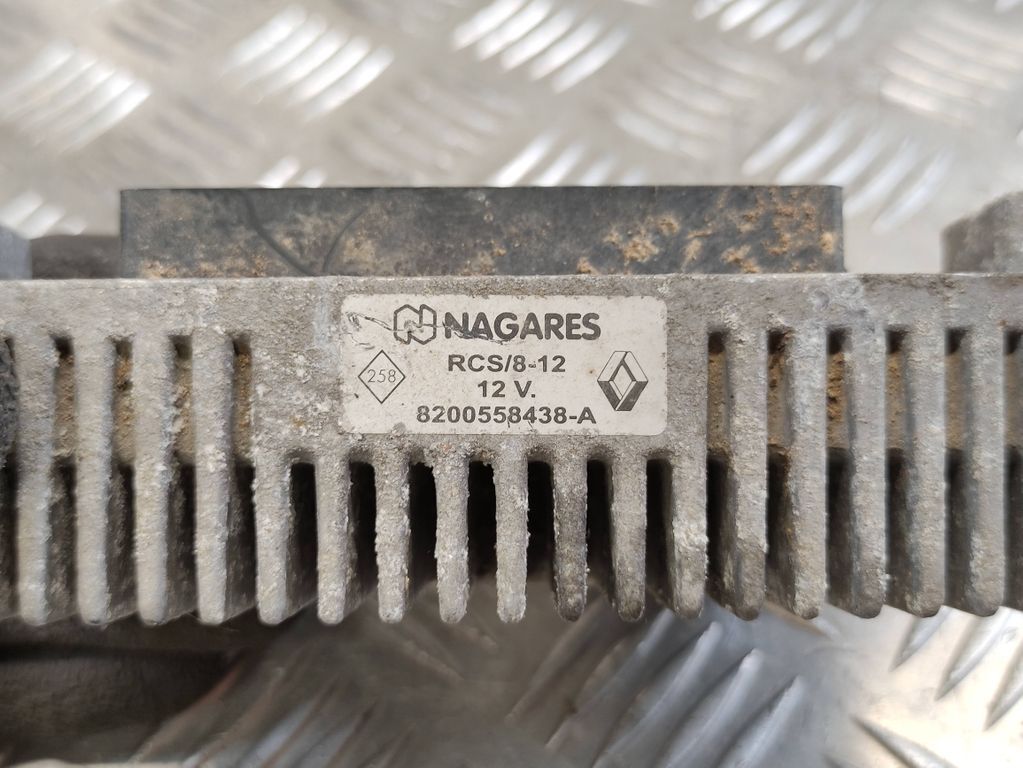 NAGARES
RCS/8-12
258
12 V.
8200558438-A